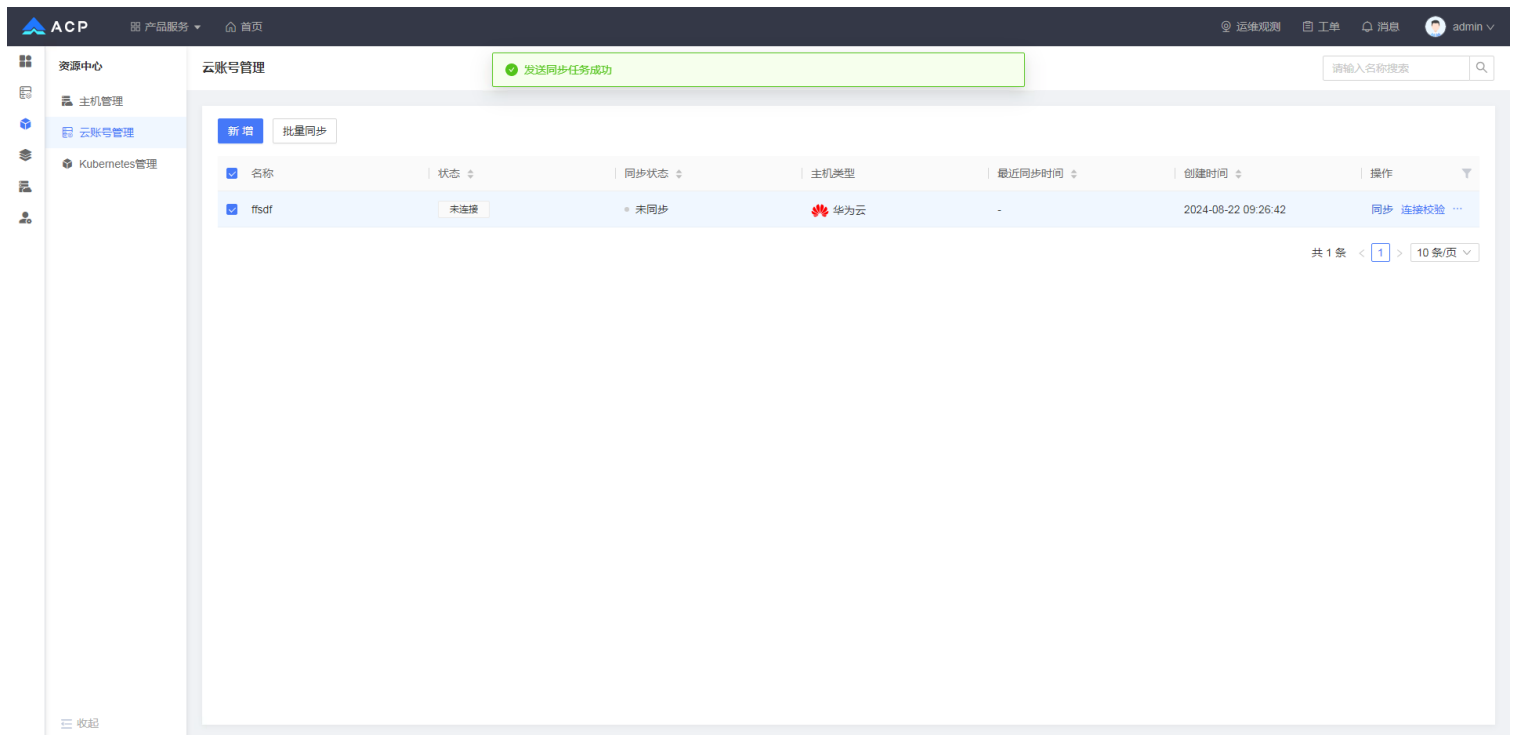 ACP 产品服务 首页 运维观测 工单 消息 admin
资源中心
主机管理
云账号管理
Kubernetes管理
收起
云账号管理
发送同步任务成功
请输入名称搜索
新 增 批量同步
名称 状态 同步状态 主机类型 最近同步时间 创建时间 操作
ffsdf 未连接 未同步 华为云 - 2024-08-22 09:26:42 同步 连接校验 ···
共 1 条 < 1 > 10 条/页